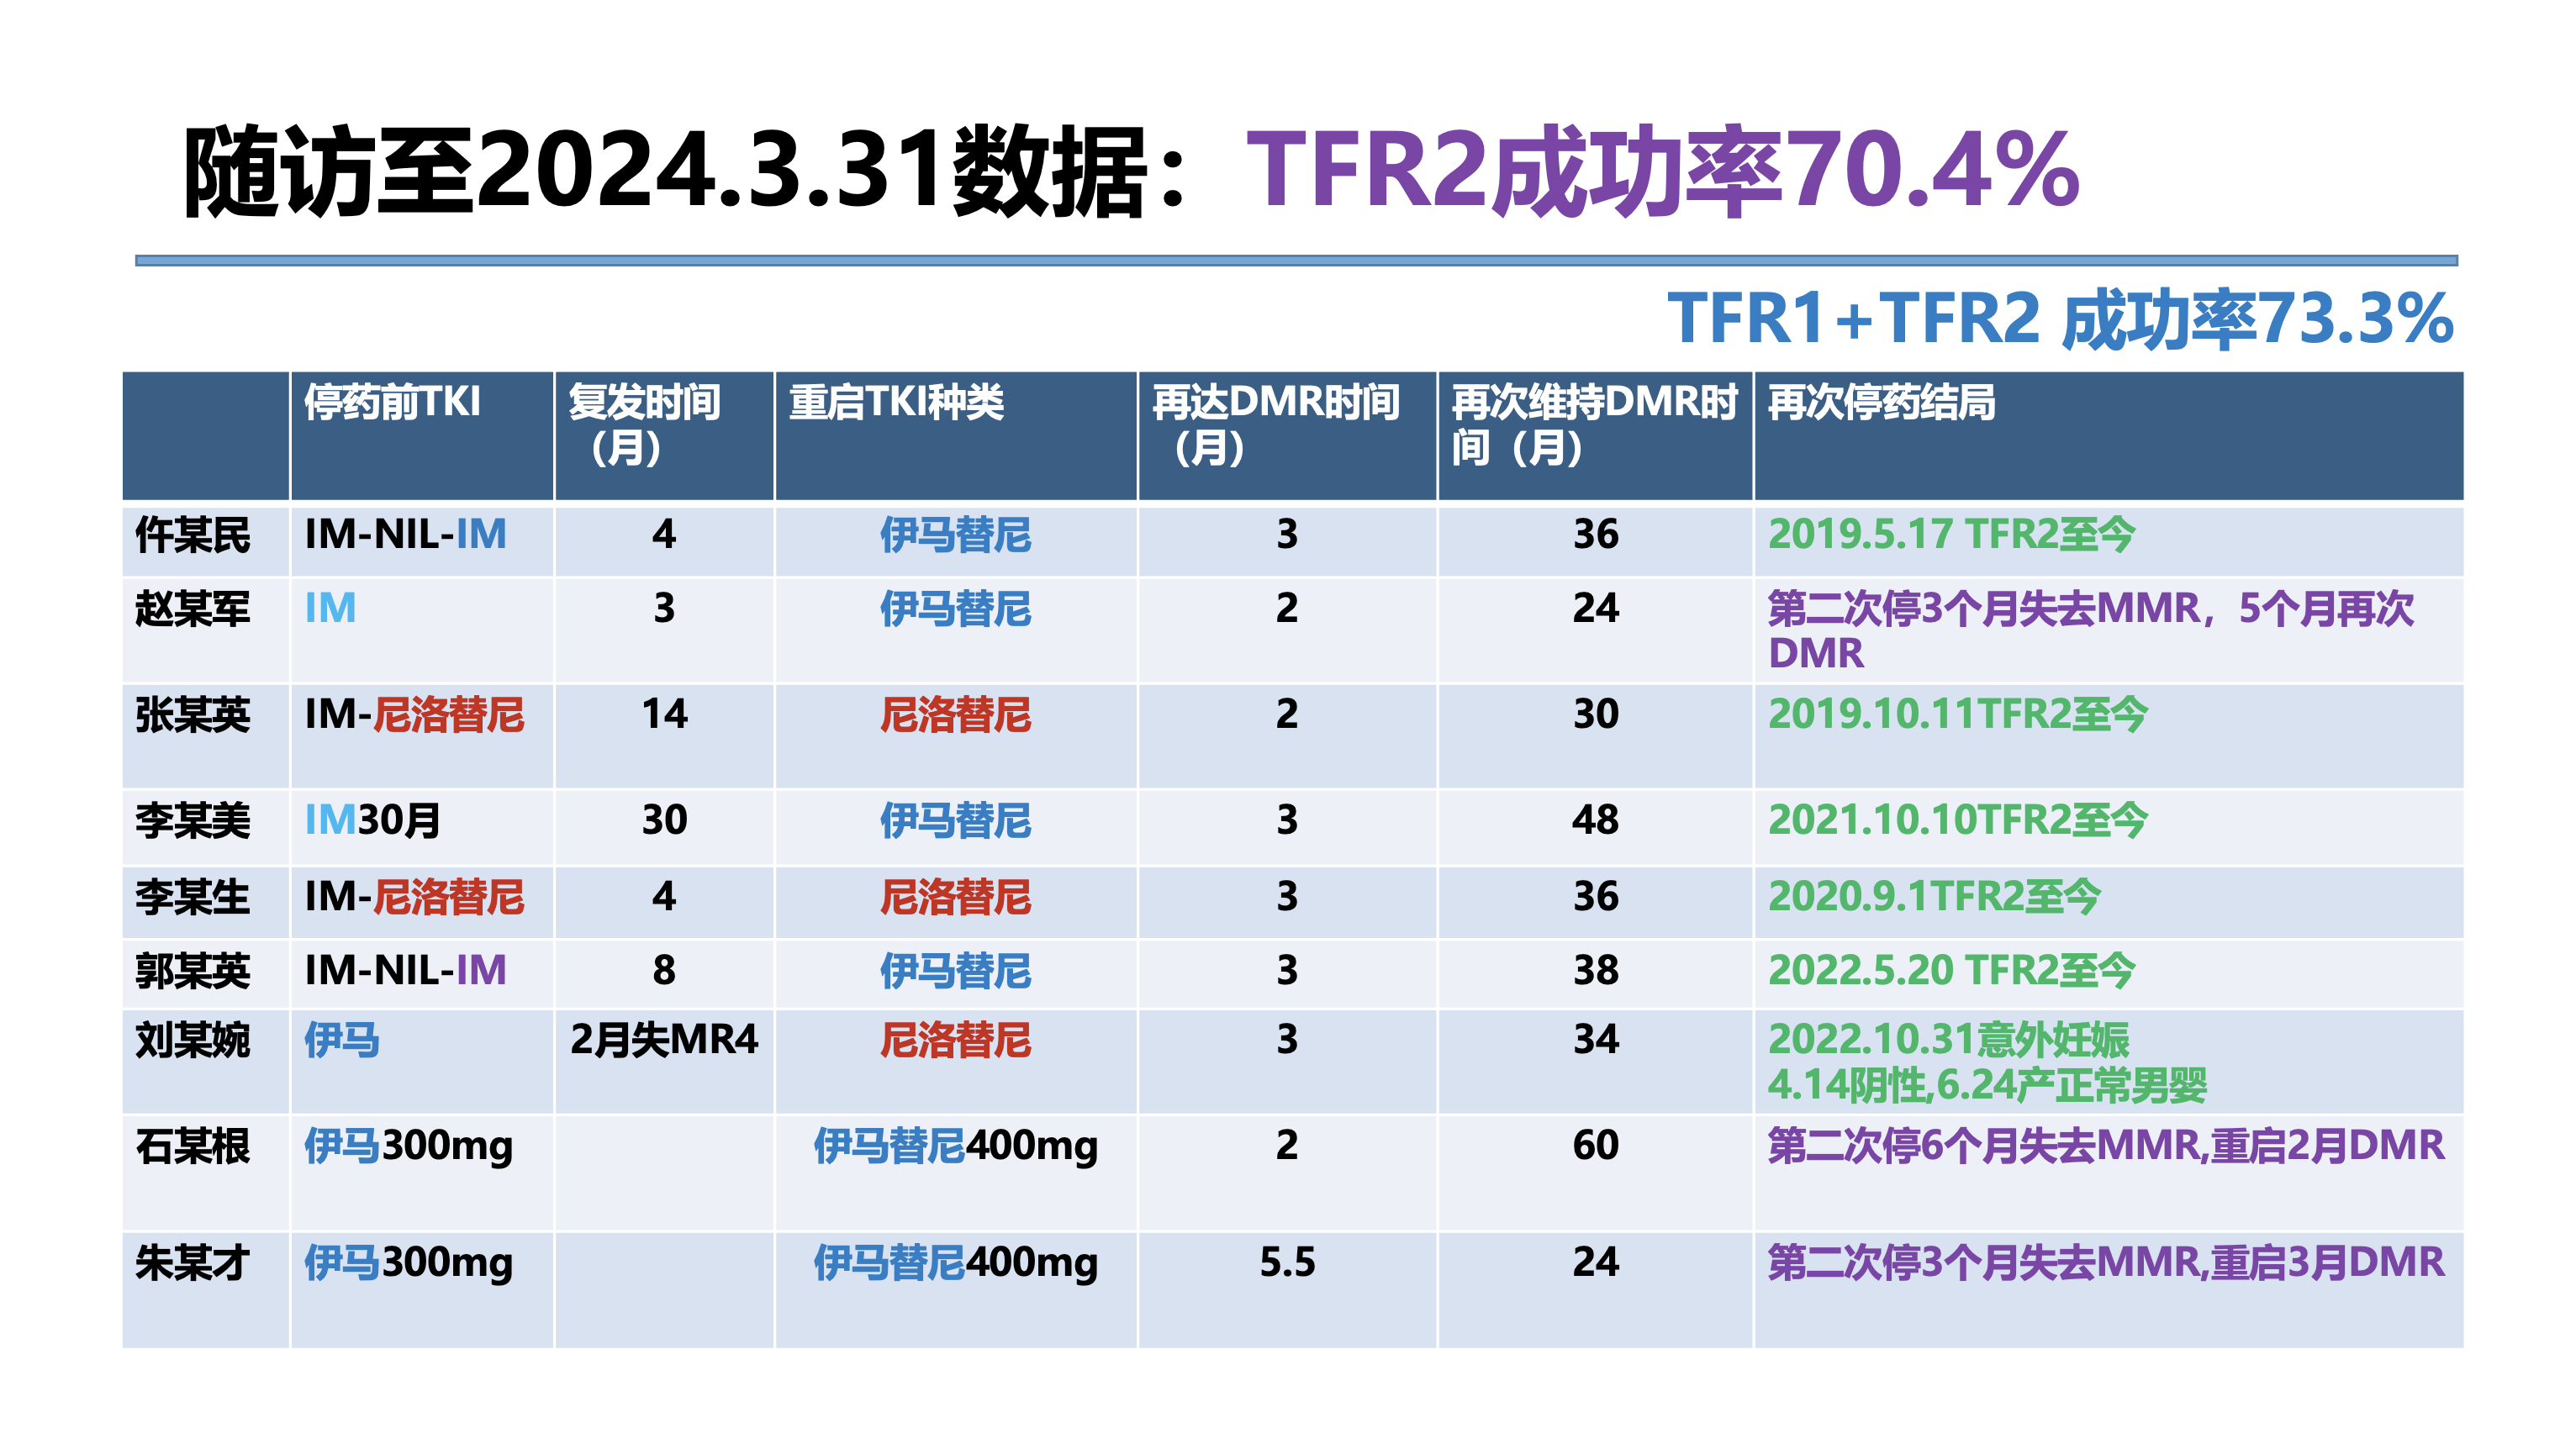 随访至2024.3.31数据：TFR2成功率70.4%
TFR1+TFR2 成功率73.3%
停药前TKI
复发时间
（月）
重启TKI种类
再达DMR时间
（月）
再次维持DMR时
间（月）
再次停药结局
仵某民 IM-NIL-IM 4 伊马替尼 3 36 2019.5.17 TFR2至今
赵某军 IM 3 伊马替尼 2 24 第二次停3个月失去MMR，5个月再次
DMR
张某英 IM-尼洛替尼 14 尼洛替尼 2 30 2019.10.11TFR2至今
李某美 IM30月 30 伊马替尼 3 48 2021.10.10TFR2至今
李某生 IM-尼洛替尼 4 尼洛替尼 3 36 2020.9.1TFR2至今
郭某英 IM-NIL-IM 8 伊马替尼 3 38 2022.5.20 TFR2至今
刘某婉 伊马 2月失MR4 尼洛替尼 3 34 2022.10.31意外妊娠
4.14阴性,6.24产正常男婴
石某根 伊马300mg 伊马替尼400mg 2 60 第二次停6个月失去MMR,重启2月DMR
朱某才 伊马300mg 伊马替尼400mg 5.5 24 第二次停3个月失去MMR,重启3月DMR